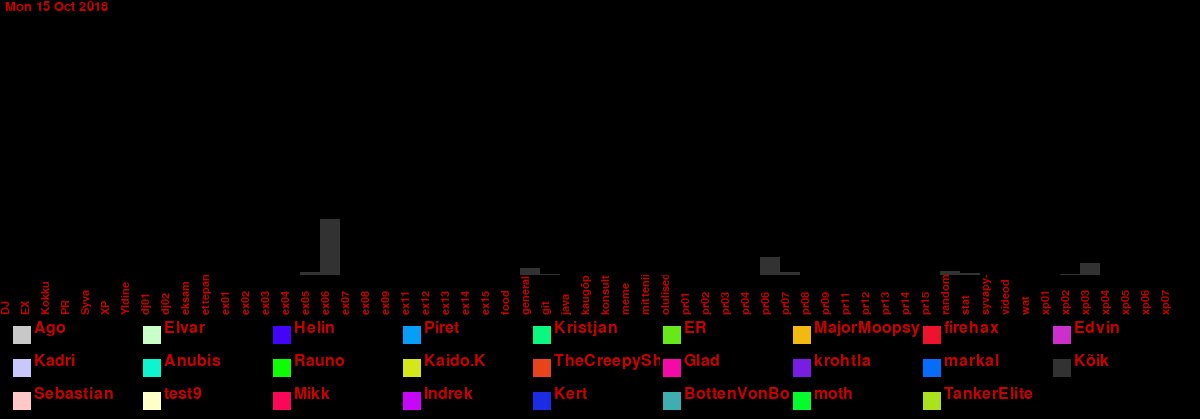 Mon 15 Oct 2018
DJ EX Kokku PR Syva XP Yldine dj01 dj02 eksam ettepan ex01 ex02 ex03 ex04 ex05 ex06 ex07 ex08 ex09 ex11 ex12 ex13 ex14 ex15 food general git java kaugõp konsult meme mittenii olulised pr01 pr02 pr03 pr05 pr06 pr07 pr08 pr09 pr11 pr12 pr13 pr14 pr15 random stat syvapy- videod wat xp01 xp02 xp03 xp04 xp05 xp06 xp07
Ago Elvar Helin Piret Kristjan ER MajorMoopsy firehax Edvin
Kadri Anubis Rauno Kaido.K TheCreepySh Glad krohtla markal Kõik
Sebastian test9 Mikk Indrek Kert BottenVonBo moth TankerElite